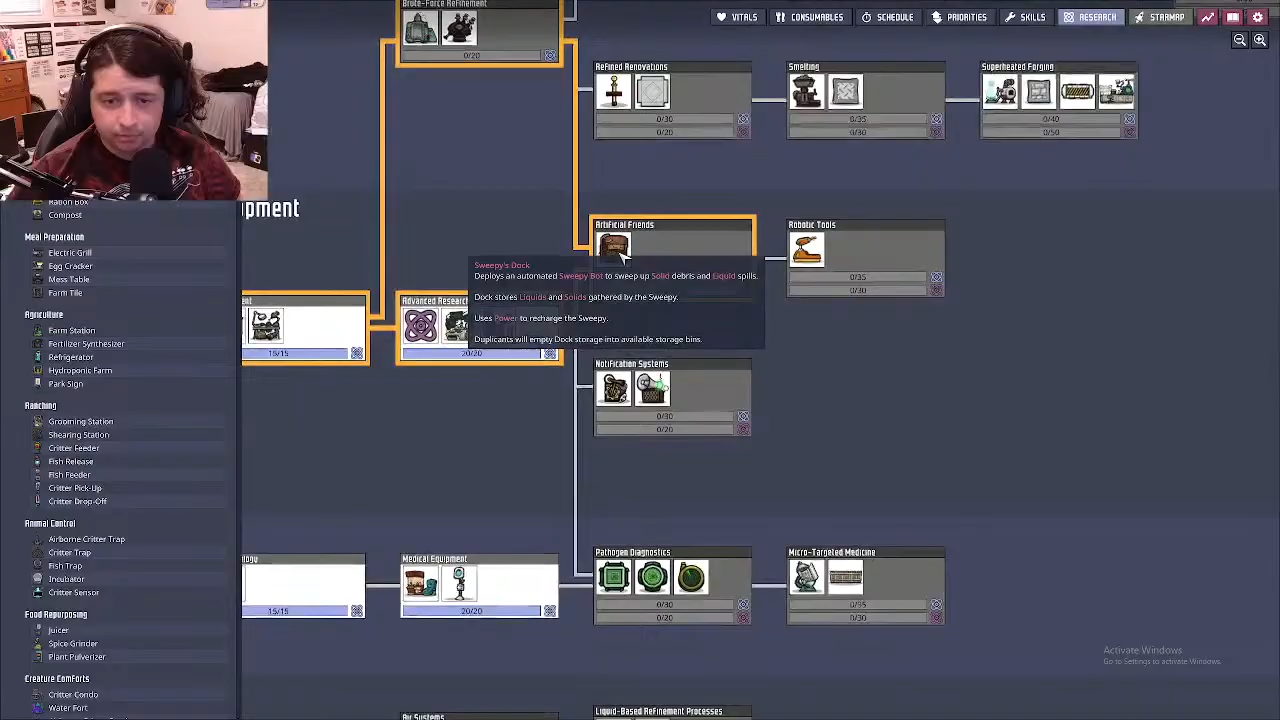 FOOD
CONSUMABLES
SCHEDULE
PRIORITIES
SKILLS
RESEARCH
STARMAP
Brute-Force Refinement
0/20
Refined Renovations
0/30
0/20
Smelting
0/35
0/30
Superheated Forging
0/40
0/50
Ration Box
Compost
Meal Preparation
Electric Grill
Egg Cracker
Mess Table
Farm Tile
Agriculture
Farm Station
Fertilizer Synthesizer
Refrigerator
Hydroponic Farm
Park Sign
Ranching
Grooming Station
Shearing Station
Critter Feeder
Fish Release
Fish Feeder
Critter Pick-Up
Critter Drop-Off
Animal Control
Airborne Critter Trap
Critter Trap
Fish Trap
Incubator
Critter Sensor
Food Repurposing
Juicer
Spice Grinder
Plant Pulverizer
Creature Comforts
Critter Condo
Water Fort
Artificial Friends
Robotic Tools
0/35
0/30
Sweepy's Dock
Deploys an automated Sweepy Bot to sweep up Solid debris and Liquid spills.
Dock stores Liquids and Solids gathered by the Sweepy.
Uses Power to recharge the Sweepy.
Duplicants will empty Dock storage into available storage bins.
15/15
Advanced Research
20/20
Notification Systems
0/30
0/20
15/15
Medical Equipment
20/20
Pathogen Diagnostics
0/30
0/20
Micro-Targeted Medicine
0/35
0/30
Air Systems
Liquid-Based Refinement Processes
Activate Windows
Go to Settings to activate Windows.